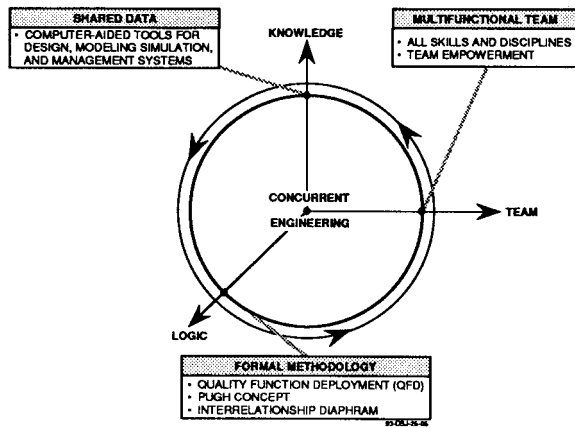 SHARED DATA
• COMPUTER-AIDED TOOLS FOR
DESIGN, MODELING SIMULATION,
AND MANAGEMENT SYSTEMS
KNOWLEDGE
MULTIFUNCTIONAL TEAM
• ALL SKILLS AND DISCIPLINES
• TEAM EMPOWERMENT
CONCURRENT
ENGINEERING
TEAM
LOGIC
FORMAL METHODOLOGY
• QUALITY FUNCTION DEPLOYMENT (QFD)
• PUGH CONCEPT
• INTERRELATIONSHIP DIAPHRAM